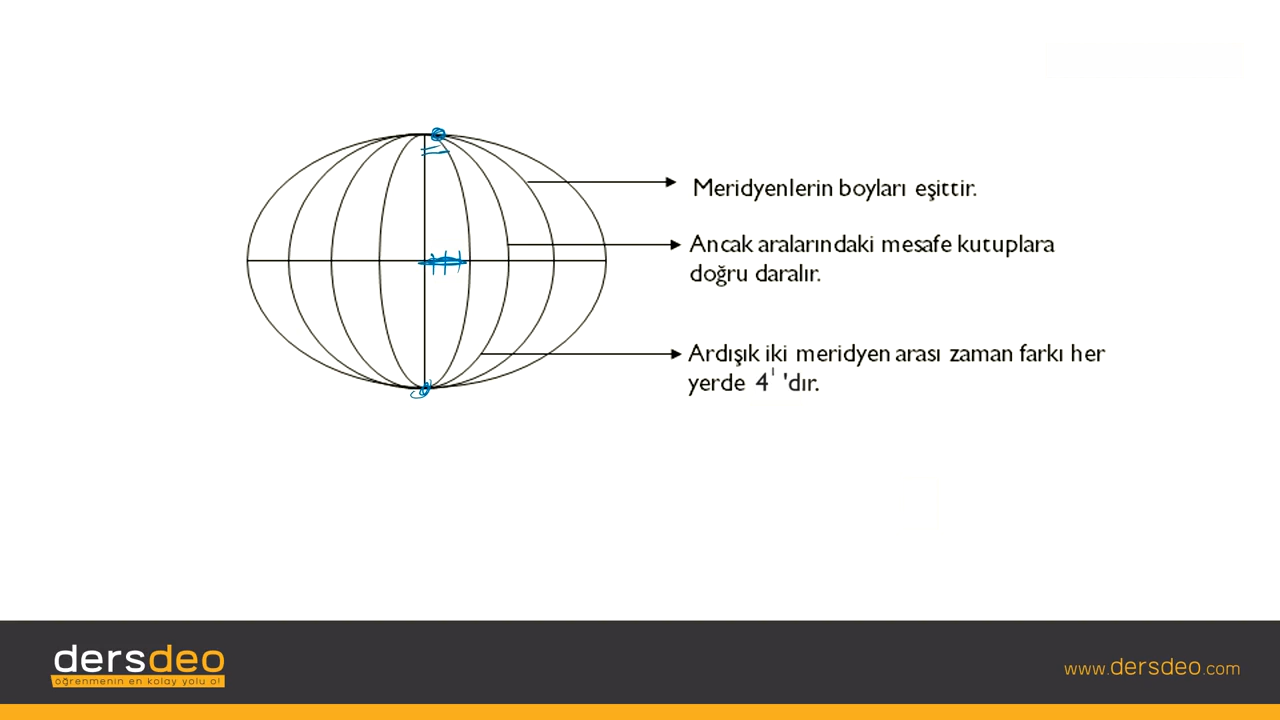 Meridyenlerin boyları eşittir.
Ancak aralarındaki mesafe kutuplara
doğru daralır.
Ardışık iki meridyen arası zaman farkı her
yerde 4' 'dır.
dersdeo
öğrenmenin en kolay yolu o!
www.dersdeo.com